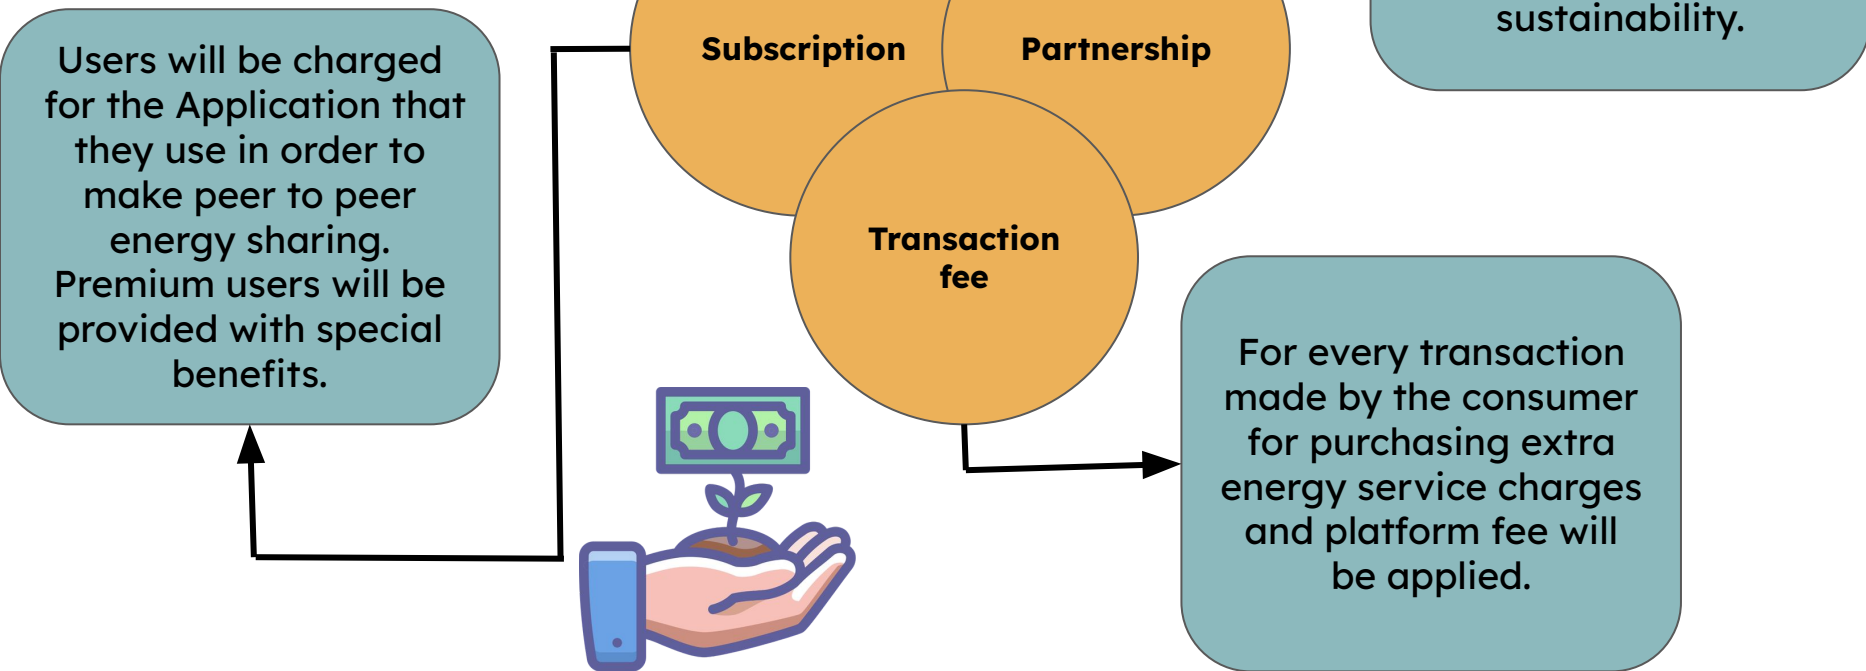 sustainability.
Users will be charged
for the Application that
they use in order to
make peer to peer
energy sharing.
Premium users will be
provided with special
benefits.
Subscription
Partnership
Transaction
fee
For every transaction
made by the consumer
for purchasing extra
energy service charges
and platform fee will
be applied.